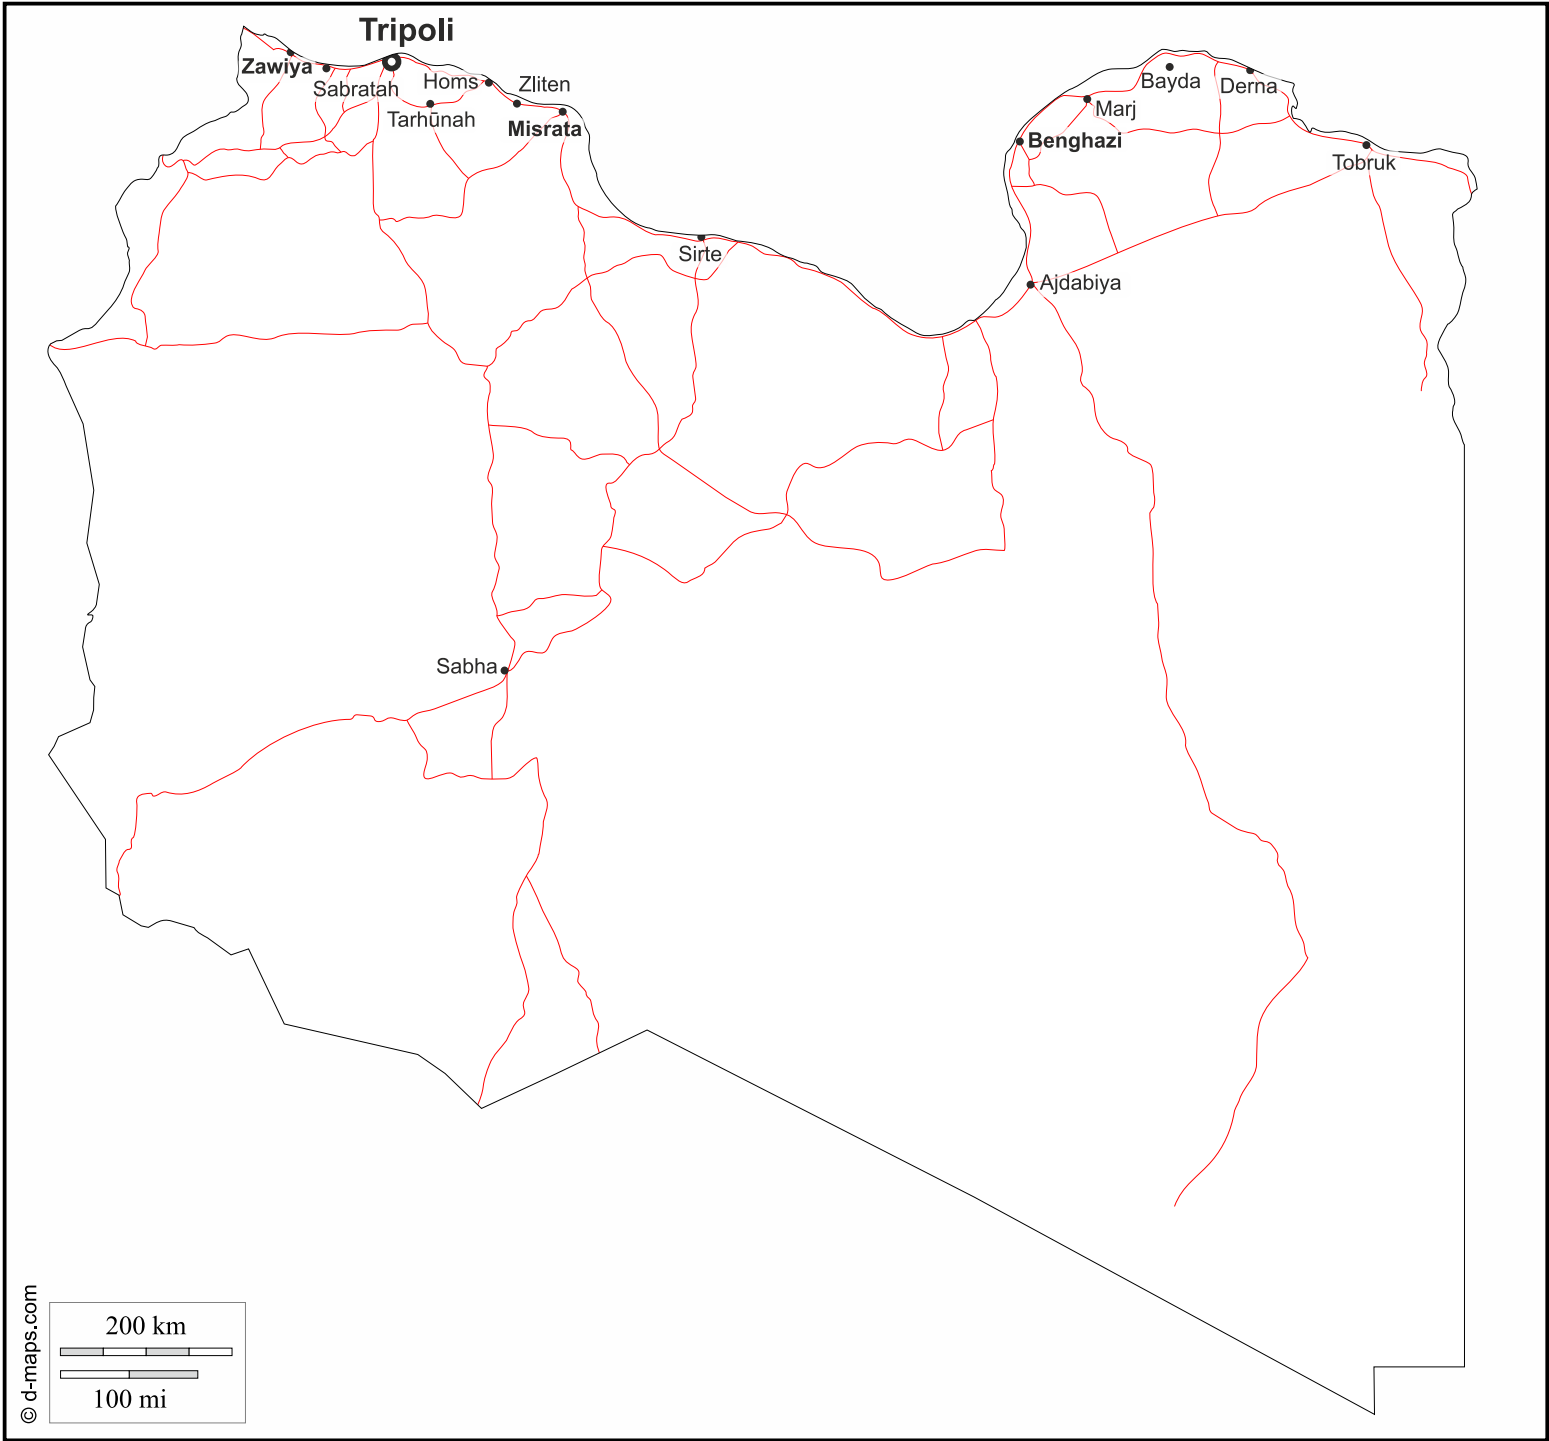 Tripoli
Zawiya
Sabratah
Homs
Zliten
Tarhūnah
Misrata
Bayda
Derna
Marj
Benghazi
Tobruk
Sirte
Ajdabiya
Sabha
200 km
100 mi
© d-maps.com